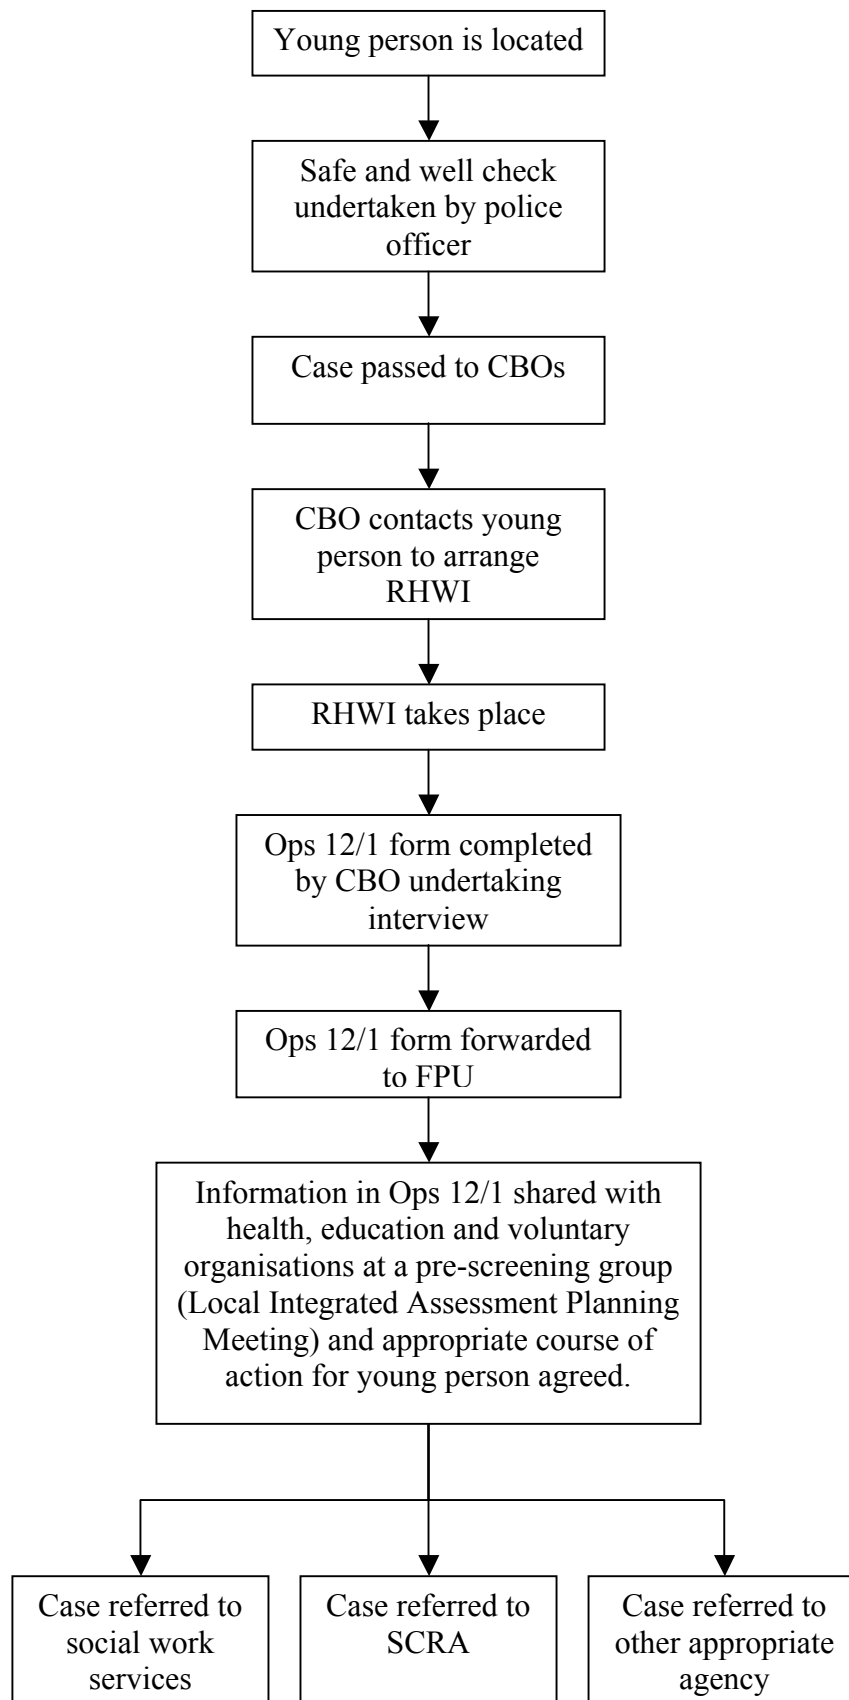 Young person is located
Safe and well check
undertaken by police
officer
Case passed to CBOs
CBO contacts young
person to arrange
RHWI
RHWI takes place
Ops 12/1 form completed
by CBO undertaking
interview
Ops 12/1 form forwarded
to FPU
Information in Ops 12/1 shared with
health, education and voluntary
organisations at a pre-screening group
(Local Integrated Assessment Planning
Meeting) and appropriate course of
action for young person agreed.
Case referred to
social work
services
Case referred to
SCRA
Case referred to
other appropriate
agency